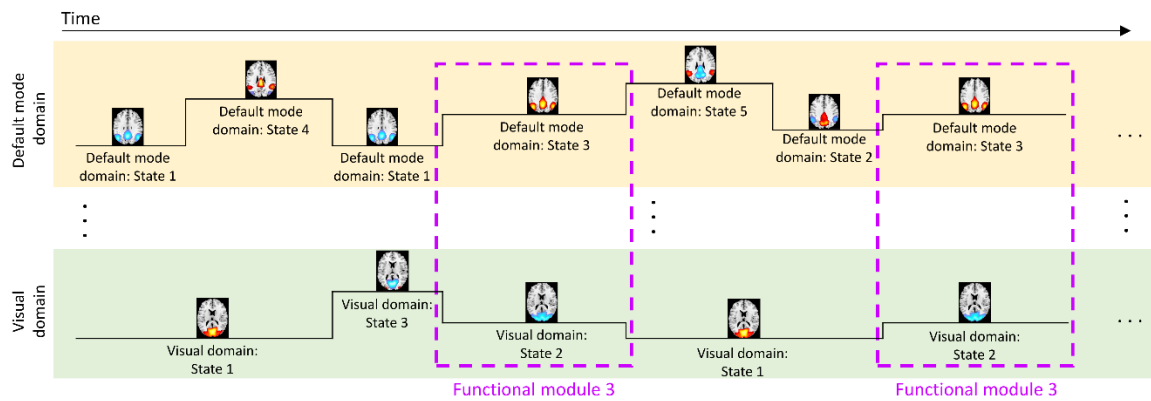 Time
Default mode
domain
Default mode
domain: State 1
Default mode
domain: State 4
Default mode
domain: State 1
Default mode
domain: State 3
Default mode
domain: State 5
Default mode
domain: State 2
Default mode
domain: State 3
. . .
Visual
domain
Visual domain:
State 1
Visual domain:
State 3
Visual domain:
State 2
Visual domain:
State 1
Visual domain:
State 2
. . .
Functional module 3
Functional module 3